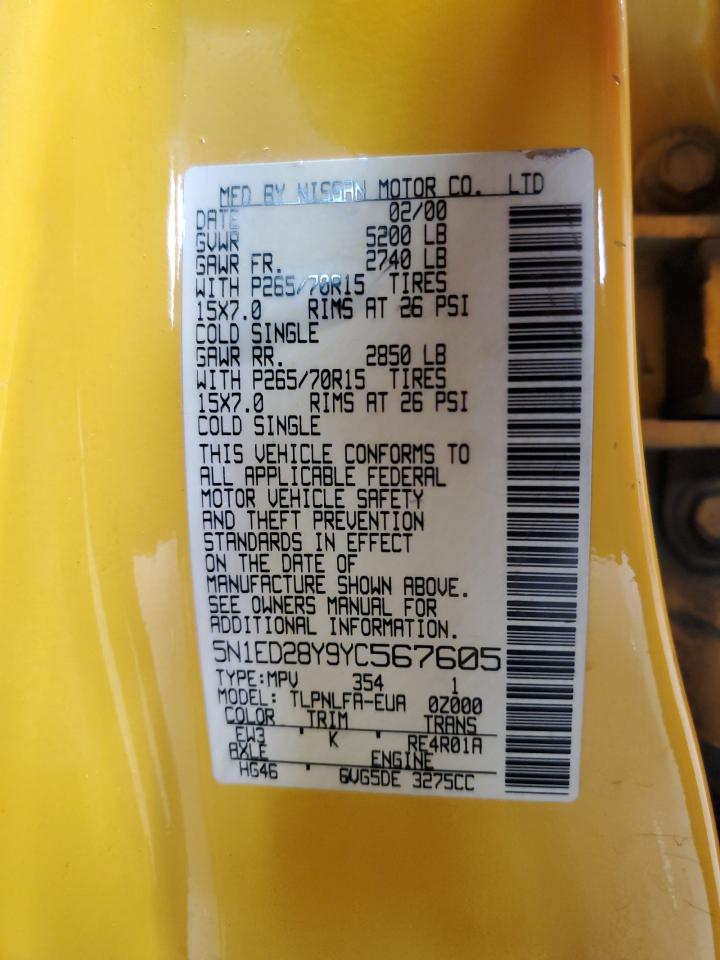 MFD BY NISSAN MOTOR CO. LTD
DATE 02/00
GVWR 5200 LB
GAWR FR. 2740 LB
WITH P265/70R15 TIRES
15X7.0 RIMS AT 26 PSI
COLD SINGLE
GAWR RR. 2850 LB
WITH P265/70R15 TIRES
15X7.0 RIMS AT 26 PSI
COLD SINGLE
THIS VEHICLE CONFORMS TO
ALL APPLICABLE FEDERAL
MOTOR VEHICLE SAFETY
AND THEFT PREVENTION
STANDARDS IN EFFECT
ON THE DATE OF
MANUFACTURE SHOWN ABOVE.
SEE OWNERS MANUAL FOR
ADDITIONAL INFORMATION.
5N1ED28Y9YC567605
TYPE:MPV 354 1
MODEL: TLPNLFA-EUA 0Z000
COLOR TRIM TRANS
EW3 ' K RE4R01A
AXLE ENGINE
HG46 ' 6VG5DE 3275CC